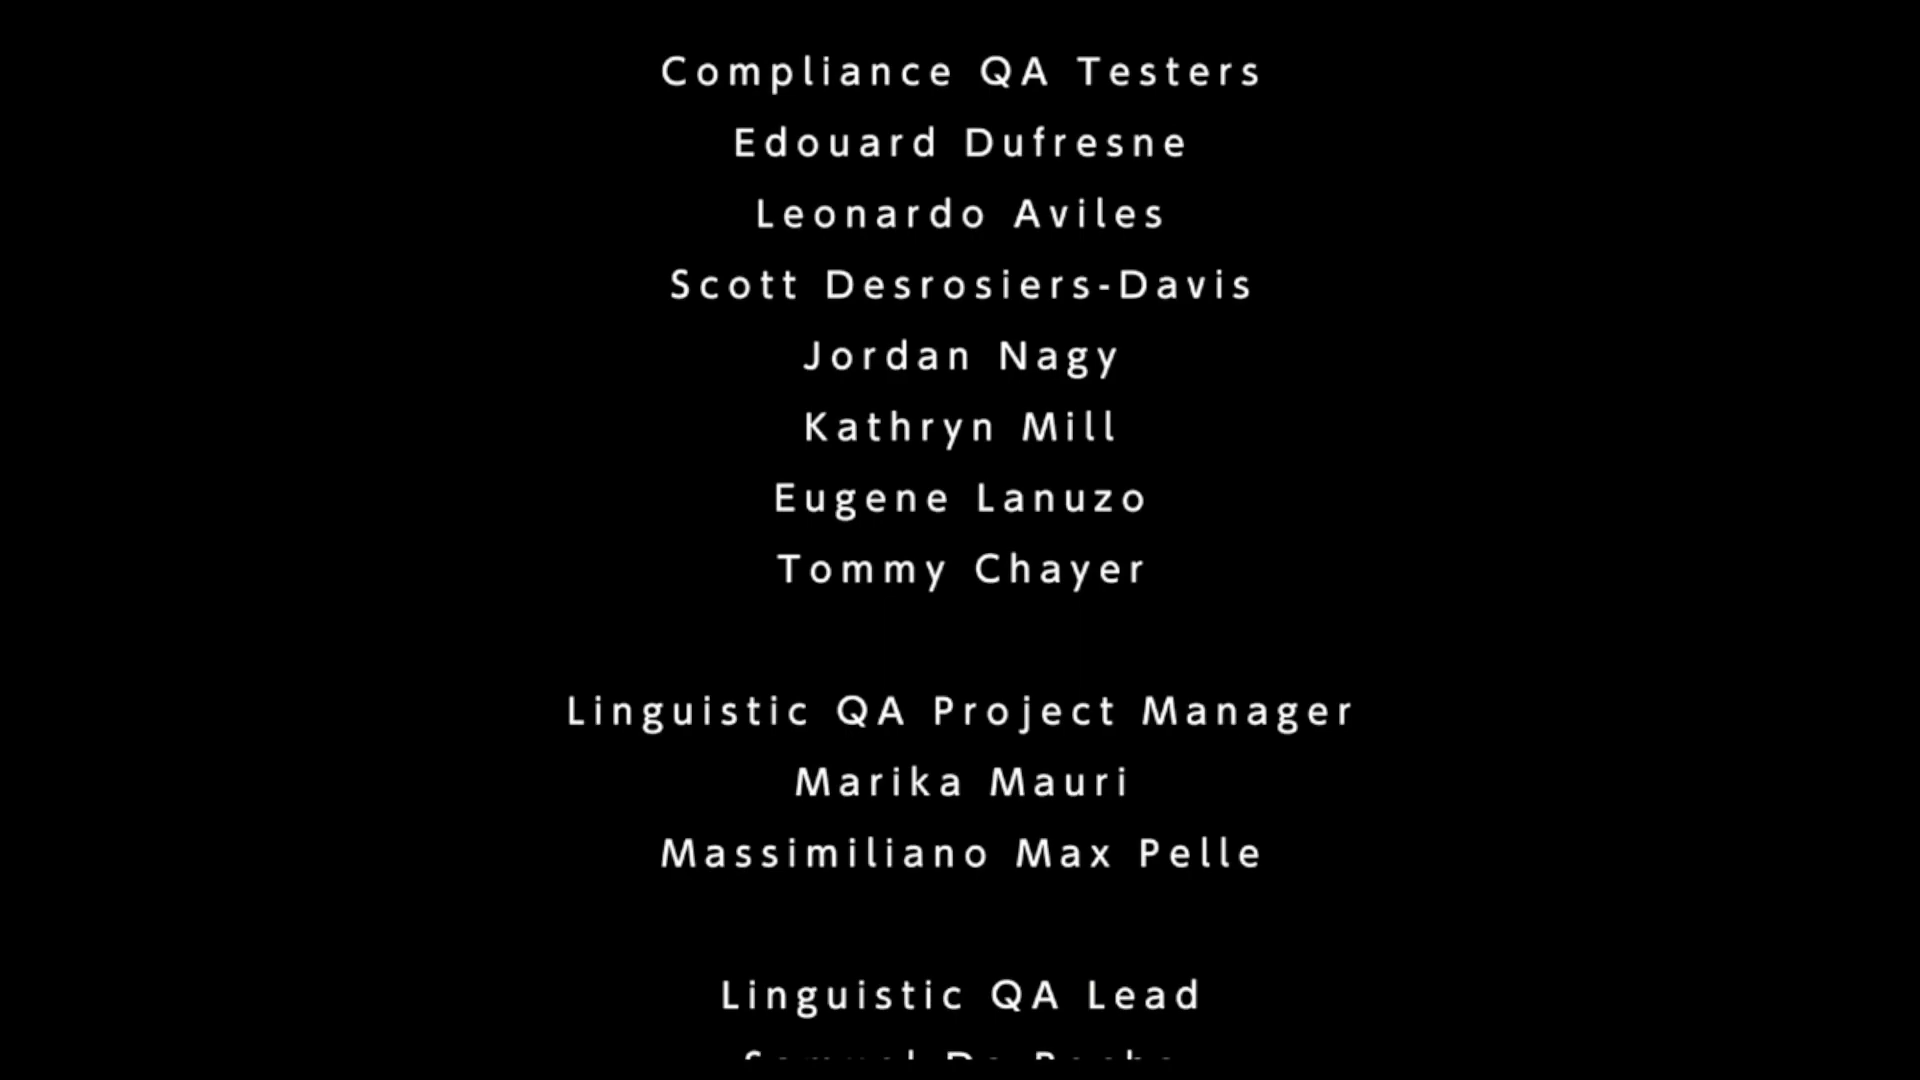 Compliance QA Testers
Edouard Dufresne
Leonardo Aviles
Scott Desrosiers-Davis
Jordan Nagy
Kathryn Mill
Eugene Lanuzo
Tommy Chayer
Linguistic QA Project Manager
Marika Mauri
Massimiliano Max Pelle
Linguistic QA Lead